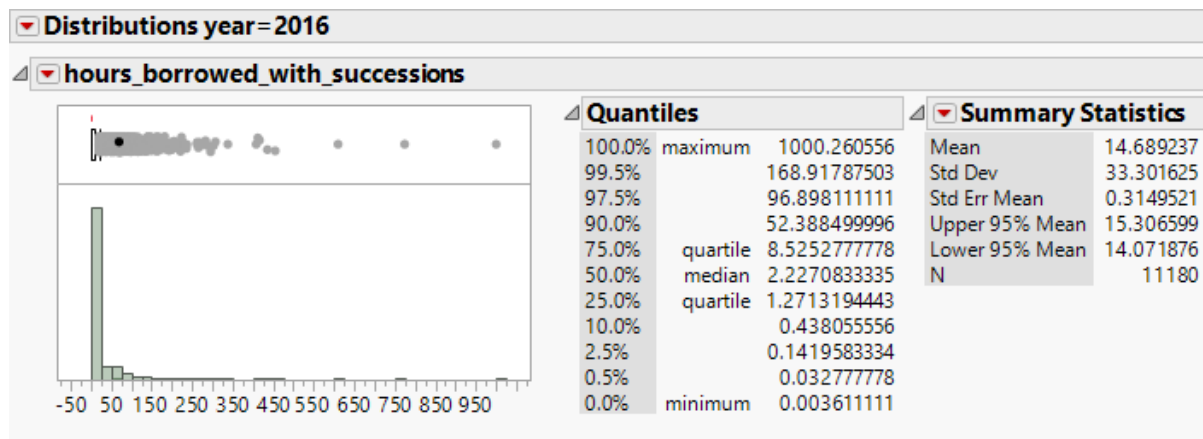 Distributions year=2016
hours_borrowed_with_successions
-50 50 150 250 350 450 550 650 750 850 950
Quantiles
100.0% maximum 1000.260556
99.5% 168.91787503
97.5% 96.898111111
90.0% 52.388499996
75.0% quartile 8.5252777778
50.0% median 2.2270833335
25.0% quartile 1.2713194443
10.0% 0.438055556
2.5% 0.1419583334
0.5% 0.032777778
0.0% minimum 0.003611111
Summary Statistics
Mean 14.689237
Std Dev 33.301625
Std Err Mean 0.3149521
Upper 95% Mean 15.306599
Lower 95% Mean 14.071876
N 11180